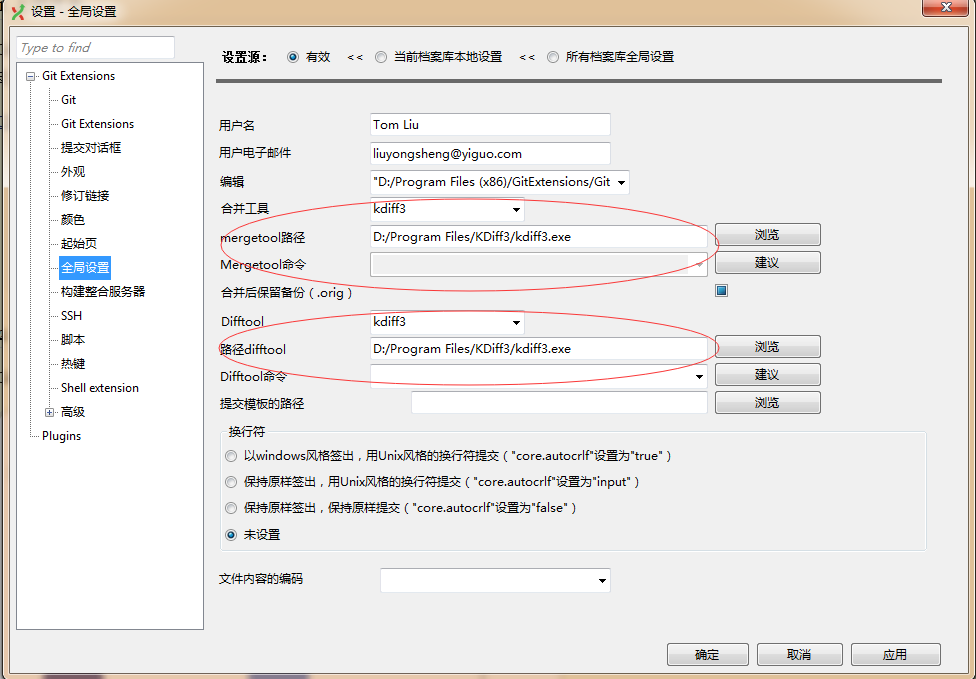 设置 - 全局设置
Type to find
Git Extensions
Git
Git Extensions
提交对话框
外观
修订链接
颜色
起始页
全局设置
构建整合服务器
SSH
脚本
热键
Shell extension
高级
Plugins
设置源： 有效 << 当前档案库本地设置 << 所有档案库全局设置
用户名 Tom Liu
用户电子邮件 liuyongsheng@yiguo.com
编辑 "D:/Program Files (x86)/GitExtensions/Git
合并工具 kdiff3
mergetool路径 D:/Program Files/KDiff3/kdiff3.exe 浏览
Mergetool命令 建议
合并后保留备份（.orig）
Difftool kdiff3
路径difftool D:/Program Files/KDiff3/kdiff3.exe 浏览
Difftool命令 建议
提交模板的路径 浏览
换行符
以windows风格签出，用Unix风格的换行符提交（"core.autocrlf"设置为"true"）
保持原样签出，用Unix风格的换行符提交（"core.autocrlf"设置为"input"）
保持原样签出，保持原样提交（"core.autocrlf"设置为"false"）
未设置
文件内容的编码
确定 取消 应用